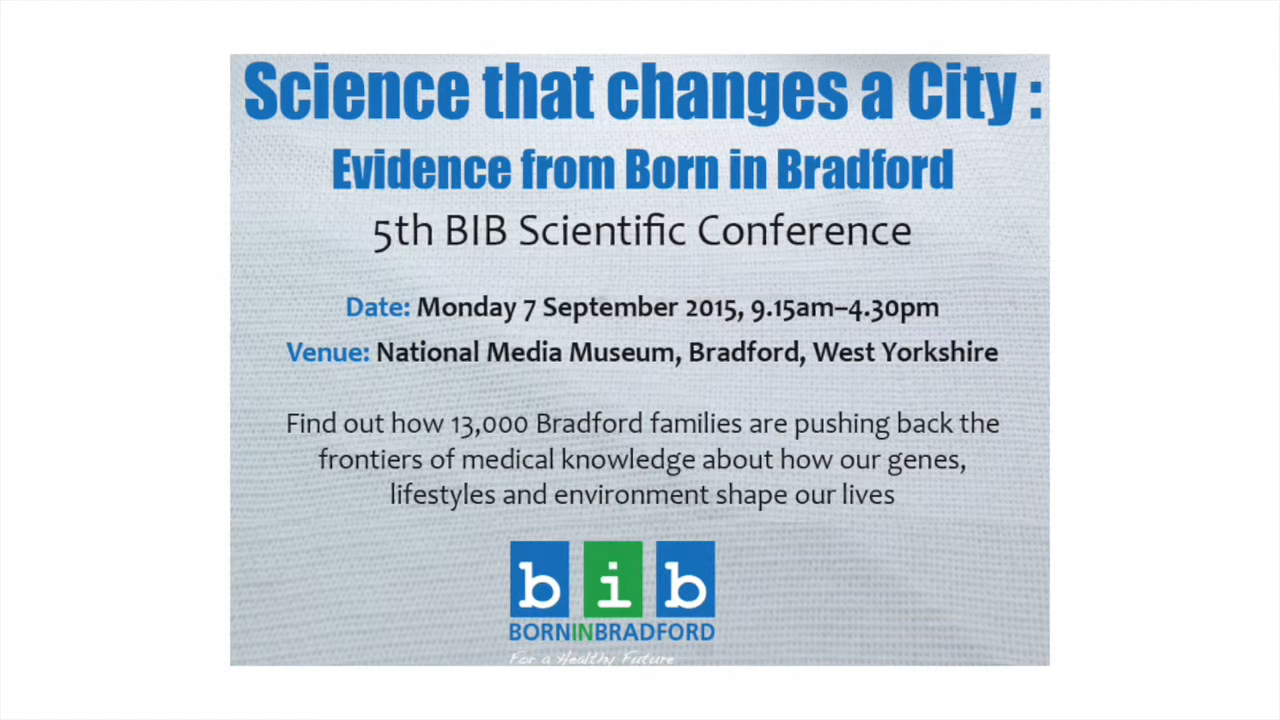 Science that changes a City :
Evidence from Born in Bradford
5th BIB Scientific Conference
Date: Monday 7 September 2015, 9.15am–4.30pm
Venue: National Media Museum, Bradford, West Yorkshire
Find out how 13,000 Bradford families are pushing back the
frontiers of medical knowledge about how our genes,
lifestyles and environment shape our lives
b i b
BORNINBRADFORD
For a Healthy Future